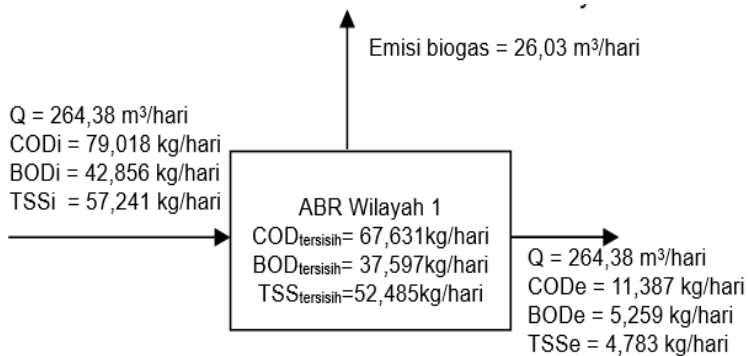 Emisi biogas = 26,03 m³/hari
Q = 264,38 m³/hari
CODi = 79,018 kg/hari
BODi = 42,856 kg/hari
TSSi = 57,241 kg/hari
ABR Wilayah 1
CODtersisih= 67,631kg/hari
BODtersisih= 37,597kg/hari
TSStersisih=52,485kg/hari
Q = 264,38 m³/hari
CODe = 11,387 kg/hari
BODe = 5,259 kg/hari
TSSe = 4,783 kg/hari